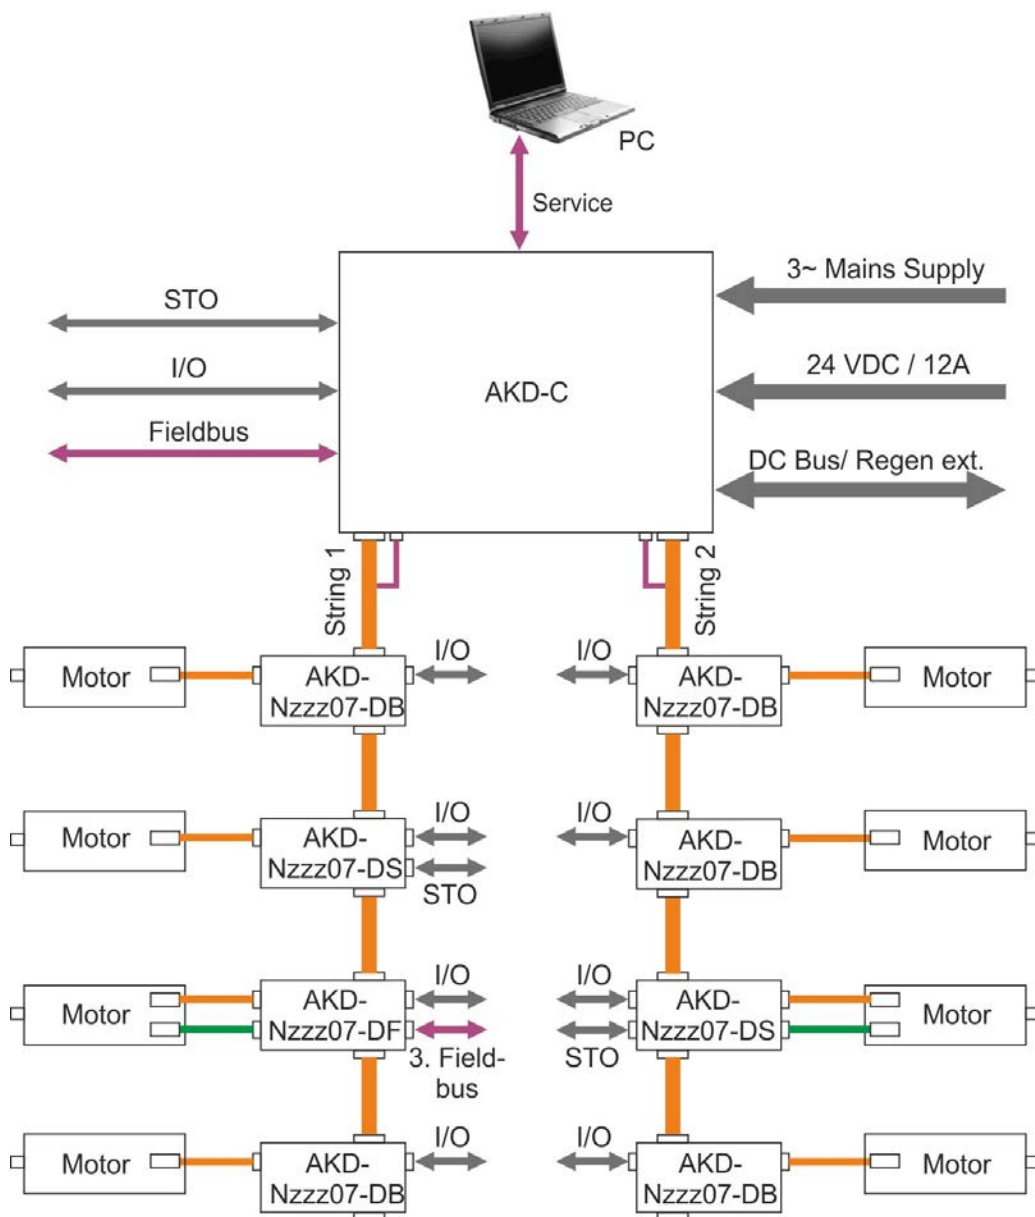 PC
Service
3~ Mains Supply
STO
I/O
24 VDC / 12A
AKD-C
Fieldbus
DC Bus/ Regen ext.
String 1
String 2
Motor
AKD-
Nzzz07-DB
I/O
I/O
AKD-
Nzzz07-DB
Motor
Motor
AKD-
Nzzz07-DS
I/O
STO
I/O
AKD-
Nzzz07-DB
Motor
Motor
AKD-
Nzzz07-DF
I/O
3. Field-
bus
I/O
STO
AKD-
Nzzz07-DS
Motor
Motor
AKD-
Nzzz07-DB
I/O
I/O
AKD-
Nzzz07-DB
Motor